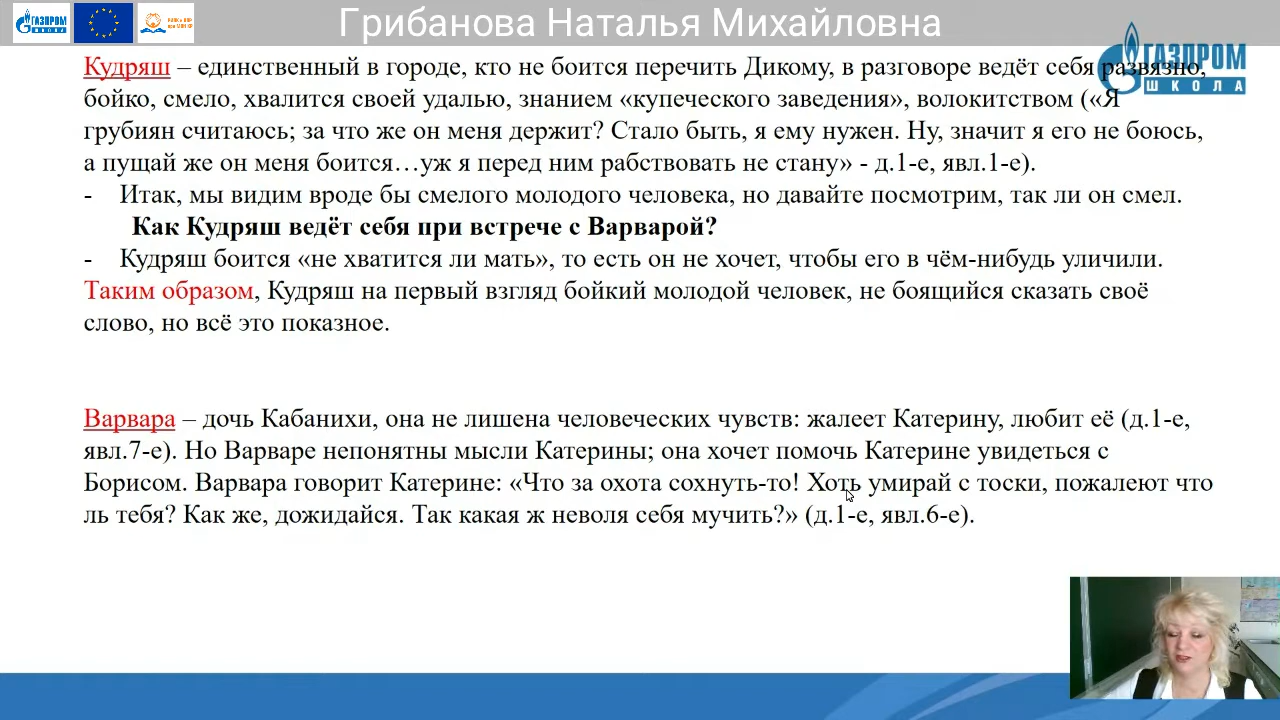 Грибанова Наталья Михайловна
ГАЗПРОМ
ШКОЛА
ГАЗПРОМ
ШКОЛА
Кудряш – единственный в городе, кто не боится перечить Дикому, в разговоре ведёт себя развязно,
бойко, смело, хвалится своей удалью, знанием «купеческого заведения», волокитством («Я
грубиян считаюсь; за что же он меня держит? Стало быть, я ему нужен. Ну, значит я его не боюсь,
а пущай же он меня боится…уж я перед ним рабствовать не стану» - д.1-е, явл.1-е).
- Итак, мы видим вроде бы смелого молодого человека, но давайте посмотрим, так ли он смел.
Как Кудряш ведёт себя при встрече с Варварой?
- Кудряш боится «не хватится ли мать», то есть он не хочет, чтобы его в чём-нибудь уличили.
Таким образом, Кудряш на первый взгляд бойкий молодой человек, не боящийся сказать своё
слово, но всё это показное.
Варвара – дочь Кабанихи, она не лишена человеческих чувств: жалеет Катерину, любит её (д.1-е,
явл.7-е). Но Варваре непонятны мысли Катерины; она хочет помочь Катерине увидеться с
Борисом. Варвара говорит Катерине: «Что за охота сохнуть-то! Хоть умирай с тоски, пожалеют что
ль тебя? Как же, дожидайся. Так какая ж неволя себя мучить?» (д.1-е, явл.6-е).